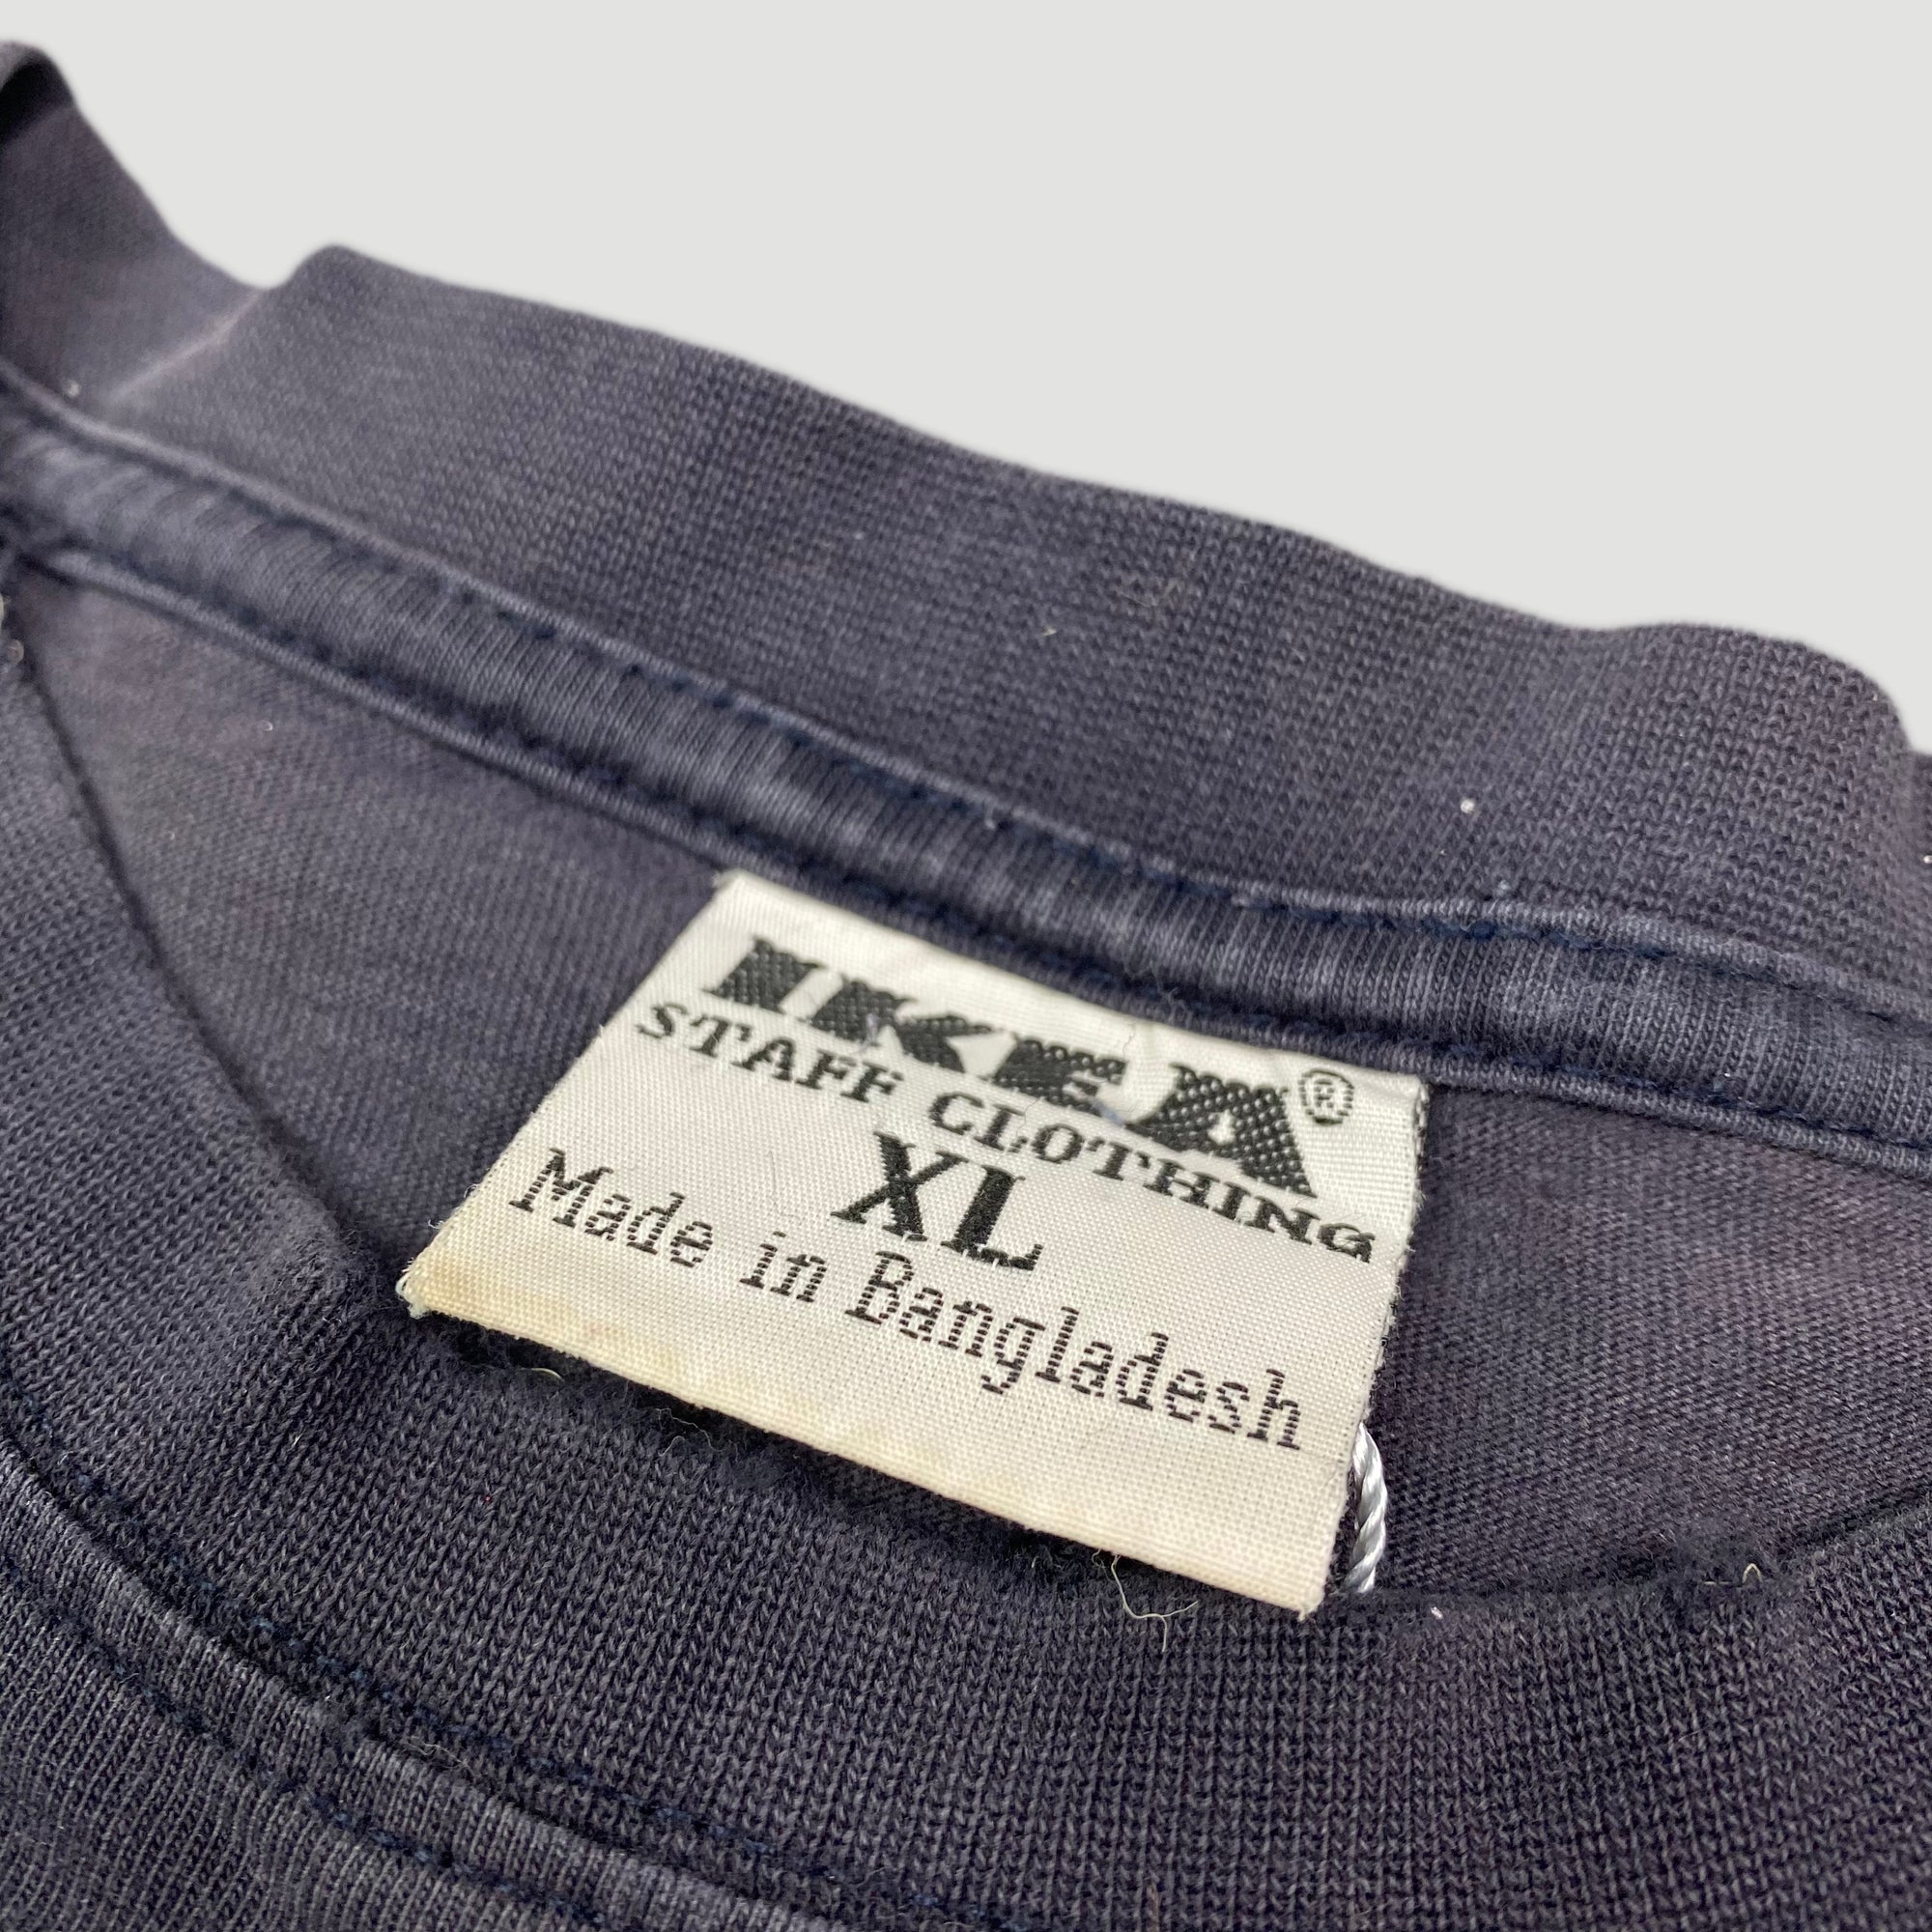 IKEA®
STAFF CLOTHING
XL
Made in Bangladesh